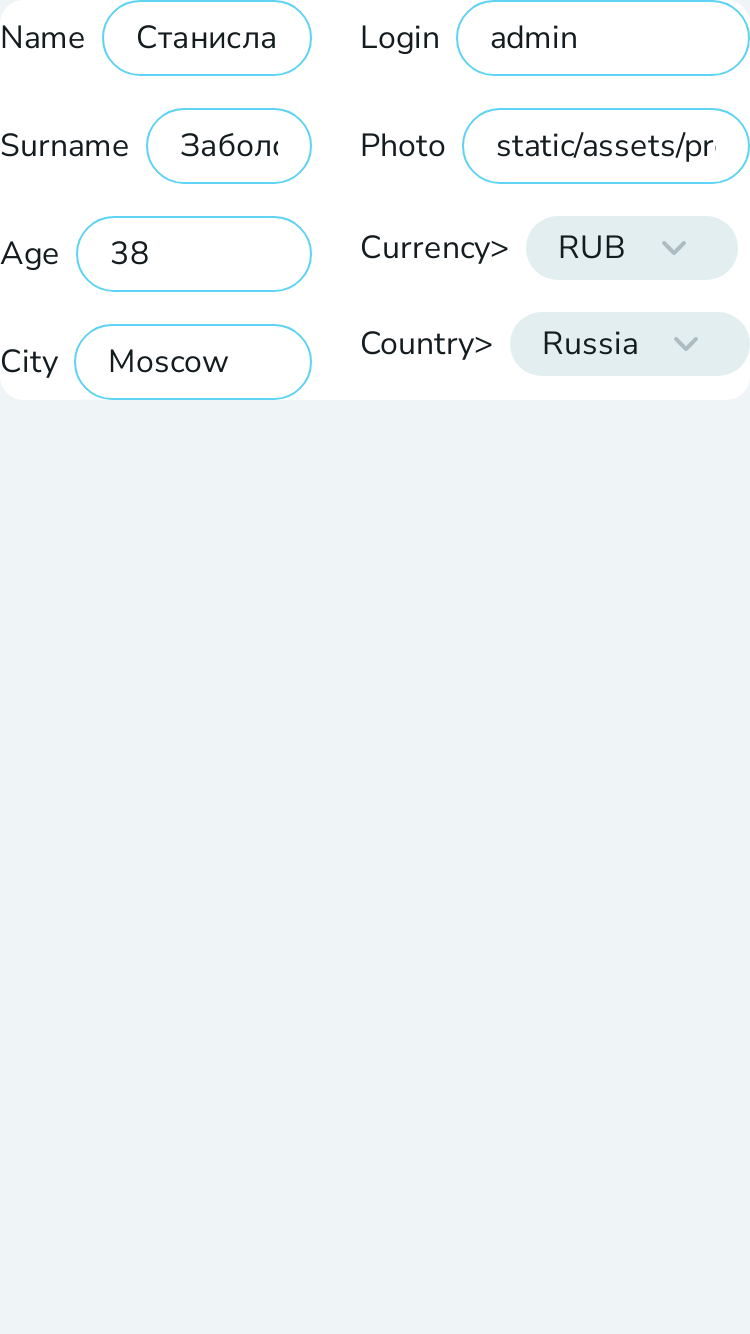 Name Станисла
Surname Забол
Age 38
City Moscow
Login admin
Photo static/assets/pr
Currency> RUB
Country> Russia